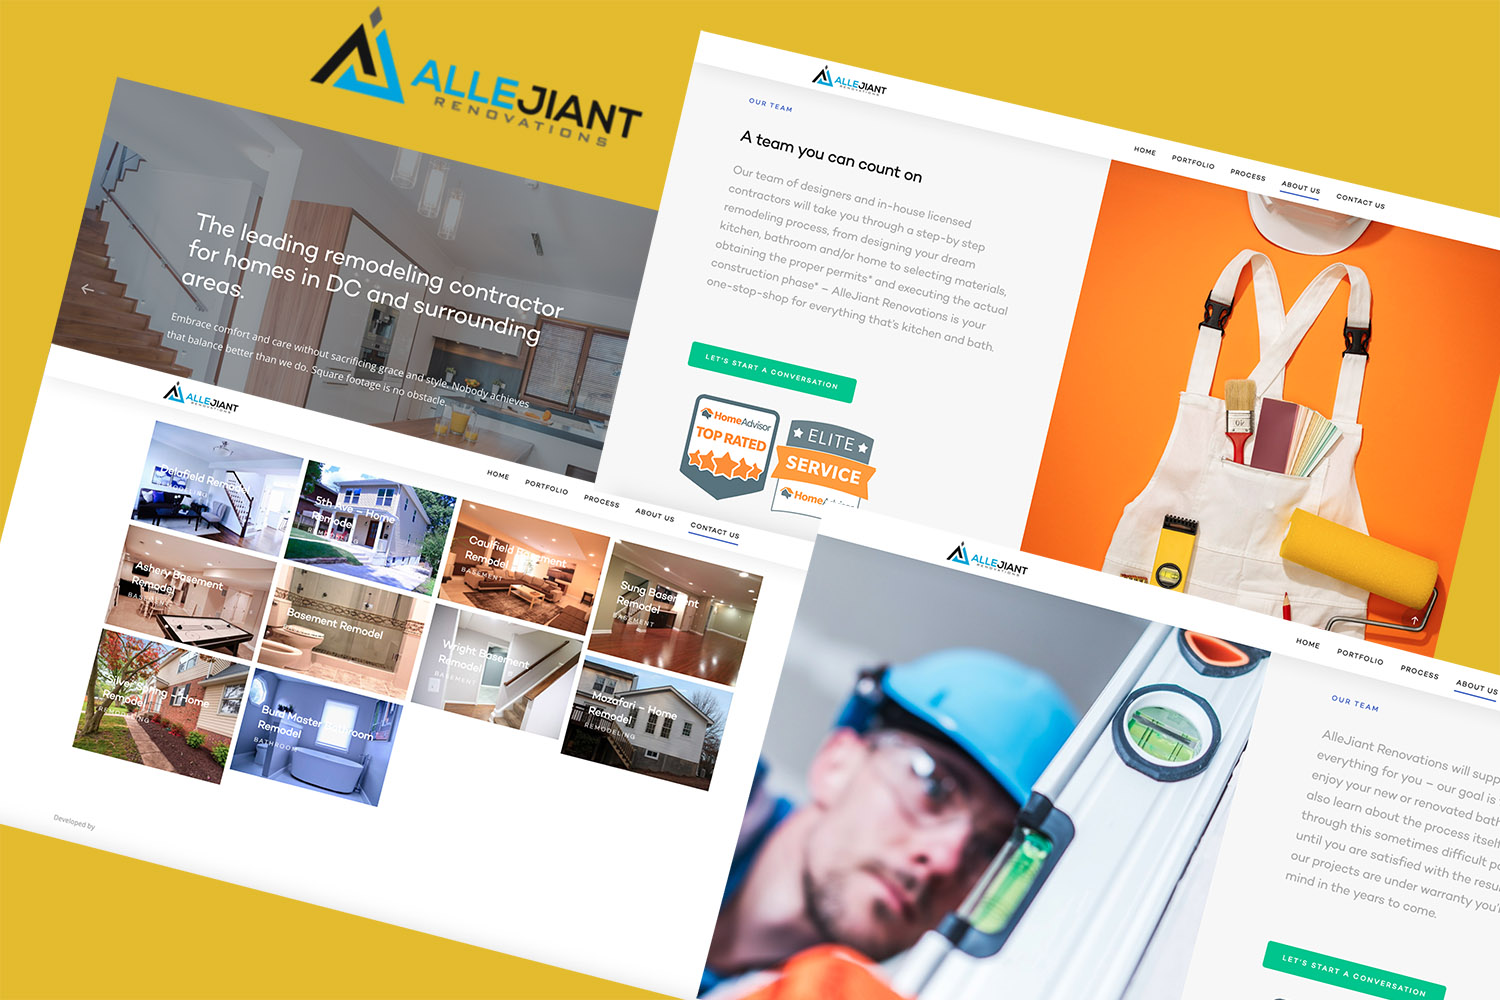 ALLEJIANT
RENOVATIONS
The leading remodeling contractor
for homes in DC and surrounding
areas.
Embrace comfort and care without sacrificing grace and style. Nobody achieves
that balance better than we do. Square footage is no obstacle.
ALLEJIANT
RENOVATIONS
HOME
PORTFOLIO
PROCESS
ABOUT US
CONTACT US
Delafield Remodel
REMODELING
5th Ave – Home
Remodel
REMODELING
Caulfield Basement
Remodel
BASEMENT
Sung Basement
Remodel
BASEMENT
Ashery Basement
Remodel
BASEMENT
Basement Remodel
Wright Basement
Remodel
BASEMENT
Mozafari – Home
Remodel
REMODELING
Silver Spring – Home
Remodel
REMODELING
Burd Master Bathroom
Remodel
BATHROOM
Developed by
ALLEJIANT
RENOVATIONS
HOME
PORTFOLIO
PROCESS
ABOUT US
CONTACT US
OUR TEAM
A team you can count on
Our team of designers and in-house licensed
contractors will take you through a step-by step
remodeling process, from designing your dream
kitchen, bathroom and/or home to selecting materials,
obtaining the proper permits* and executing the actual
construction phase* – AlleJiant Renovations is your
one-stop-shop for everything that's kitchen and bath.
LET'S START A CONVERSATION
HomeAdvisor
TOP RATED
ELITE
SERVICE
ALLEJIANT
RENOVATIONS
HOME
PORTFOLIO
PROCESS
ABOUT US
OUR TEAM
AlleJiant Renovations will supp
everything for you – our goal is
enjoy your new or renovated bath
also learn about the process itself
through this sometimes difficult p
until you are satisfied with the resu
our projects are under warranty you'
mind in the years to come.
LET'S START A CONVERSATION